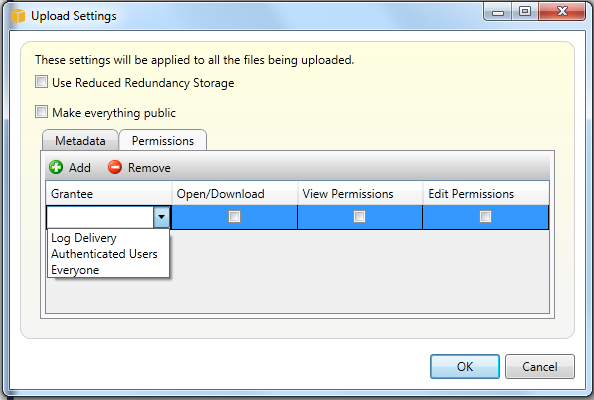 Upload Settings
These settings will be applied to all the files being uploaded.
Use Reduced Redundancy Storage
Make everything public
Metadata Permissions
Add Remove
Grantee Open/Download View Permissions Edit Permissions
Log Delivery
Authenticated Users
Everyone
OK Cancel